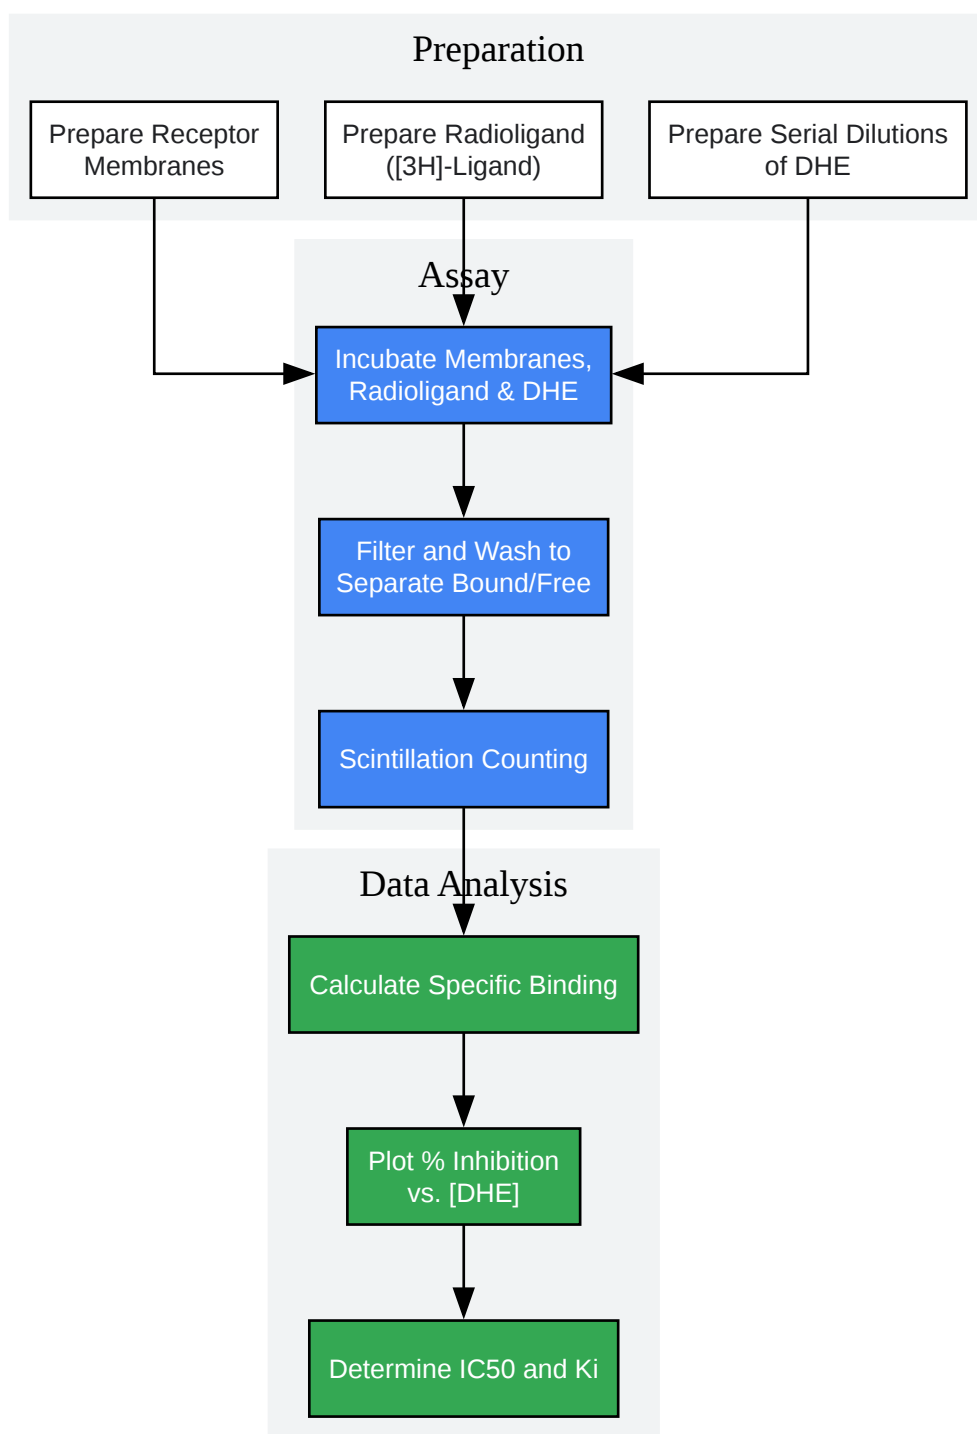 Preparation
Prepare Receptor
Membranes
Prepare Radioligand
([3H]-Ligand)
Prepare Serial Dilutions
of DHE
Assay
Incubate Membranes,
Radioligand & DHE
Filter and Wash to
Separate Bound/Free
Scintillation Counting
Data Analysis
Calculate Specific Binding
Plot % Inhibition
vs. [DHE]
Determine IC50 and Ki